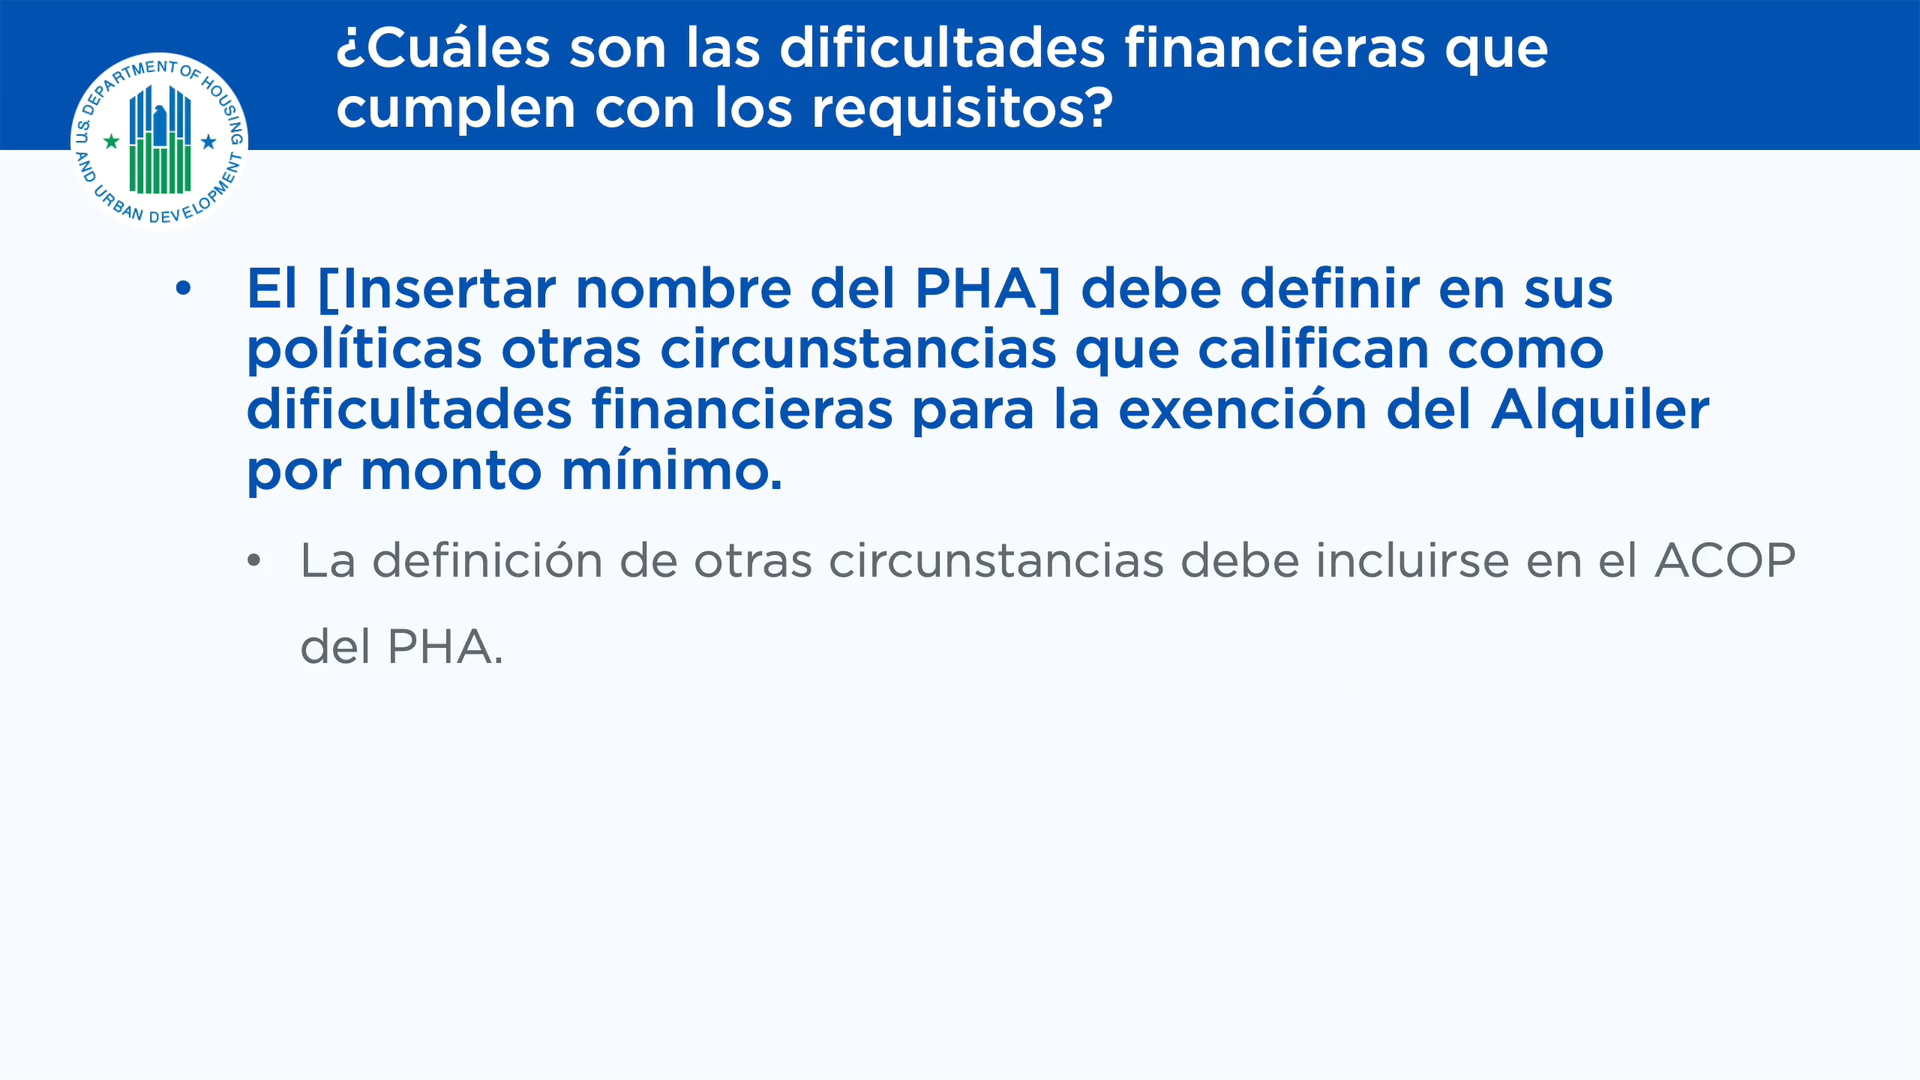 ¿Cuáles son las dificultades financieras que
cumplen con los requisitos?
U.S. DEPARTMENT OF HOUSING
AND URBAN DEVELOPMENT
• El [Insertar nombre del PHA] debe definir en sus
políticas otras circunstancias que califican como
dificultades financieras para la exención del Alquiler
por monto mínimo.
• La definición de otras circunstancias debe incluirse en el ACOP
del PHA.